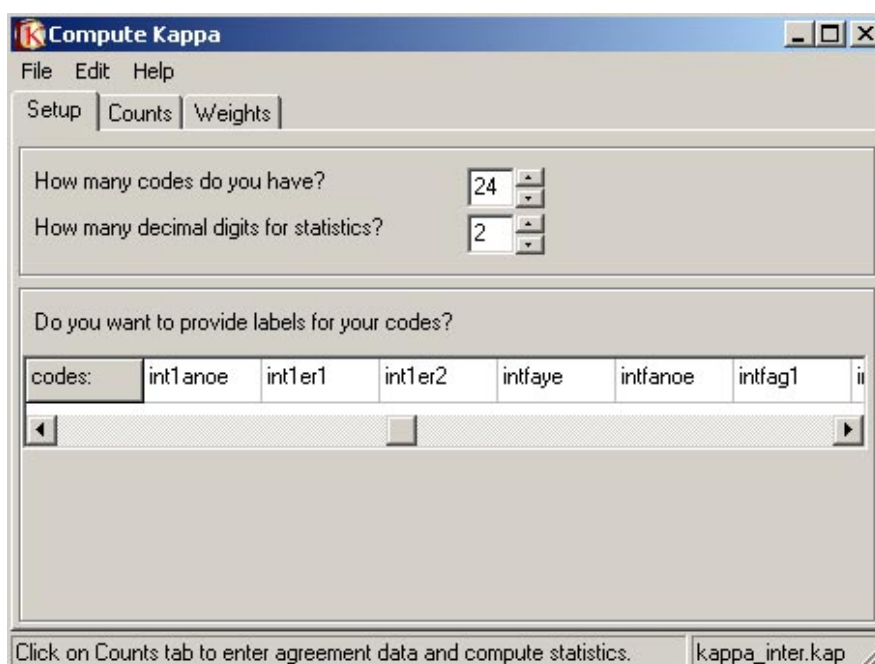 Compute Kappa
File Edit Help
Setup Counts Weights
How many codes do you have? 24
How many decimal digits for statistics? 2
Do you want to provide labels for your codes?
codes: int1anoe int1er1 int1er2 intfaye intfanoe intfag1
Click on Counts tab to enter agreement data and compute statistics. kappa_inter.kap